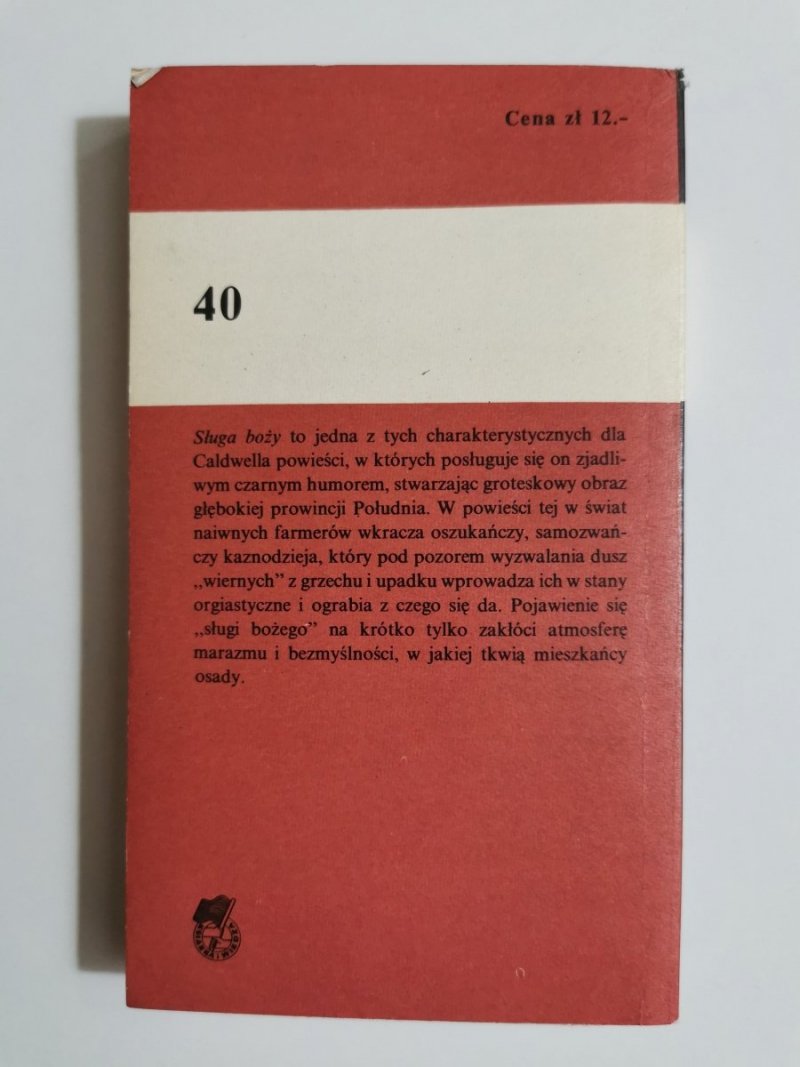 Cena zł 12.-
40
Sługa boży to jedna z tych charakterystycznych dla
Caldwella powieści, w których posługuje się on zjadli-
wym czarnym humorem, stwarzając groteskowy obraz
głębokiej prowincji Południa. W powieści tej w świat
naiwnych farmerów wkracza oszukańczy, samozwań-
czy kaznodzieja, który pod pozorem wyzwalania dusz
„wiernych” z grzechu i upadku wprowadza ich w stany
orgiastyczne i ograbia z czego się da. Pojawienie się
„sługi bożego” na krótko tylko zakłóci atmosferę
marazmu i bezmyślności, w jakiej tkwią mieszkańcy
osady.
KSIĄŻKA I WIEDZA